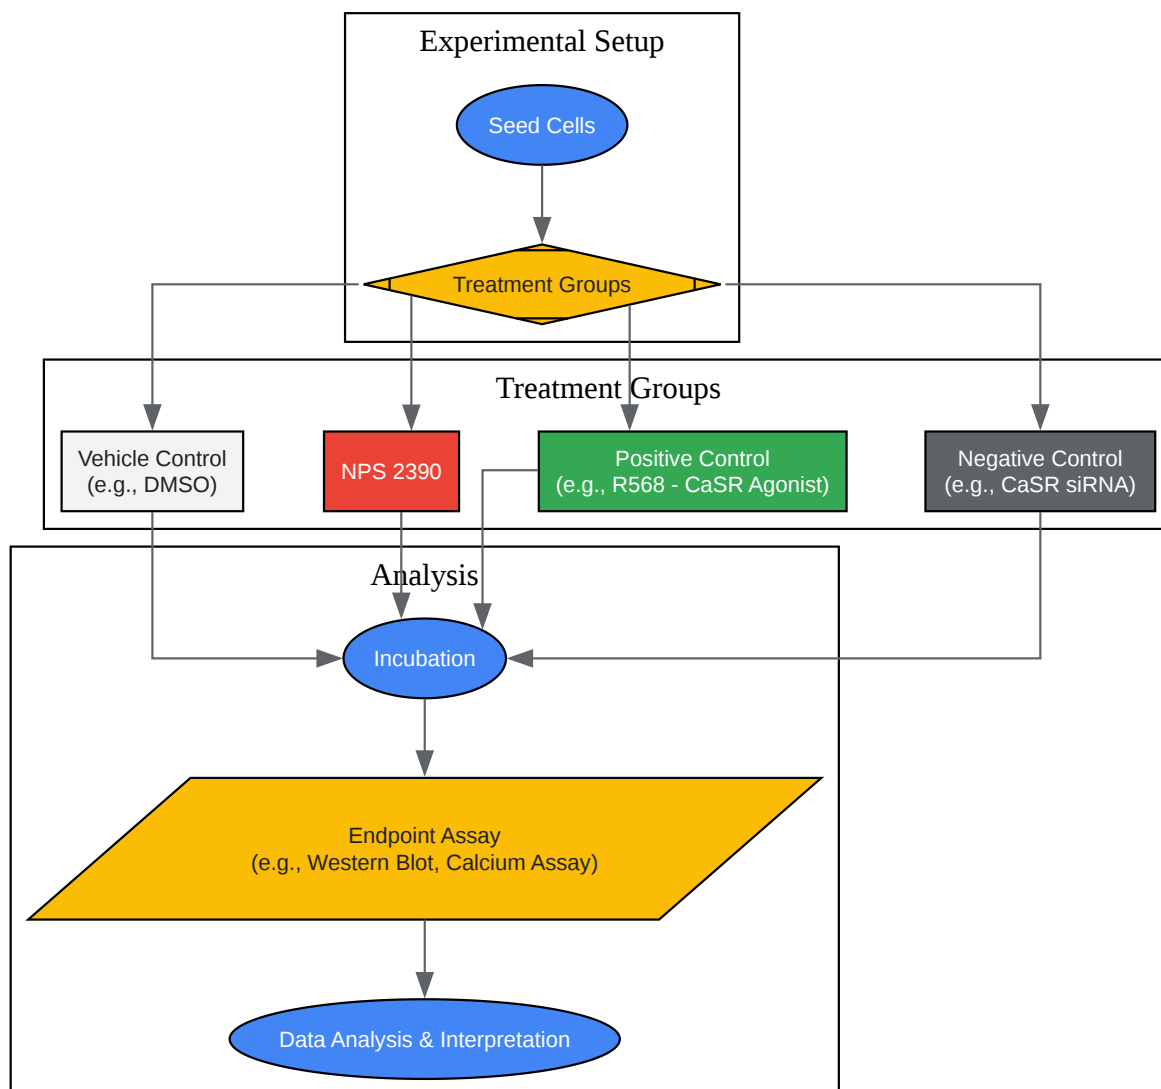 Experimental Setup
Seed Cells
Treatment Groups
Treatment Groups
Vehicle Control
(e.g., DMSO)
NPS 2390
Positive Control
(e.g., R568 - CaSR Agonist)
Negative Control
(e.g., CaSR siRNA)
Analysis
Incubation
Endpoint Assay
(e.g., Western Blot, Calcium Assay)
Data Analysis & Interpretation